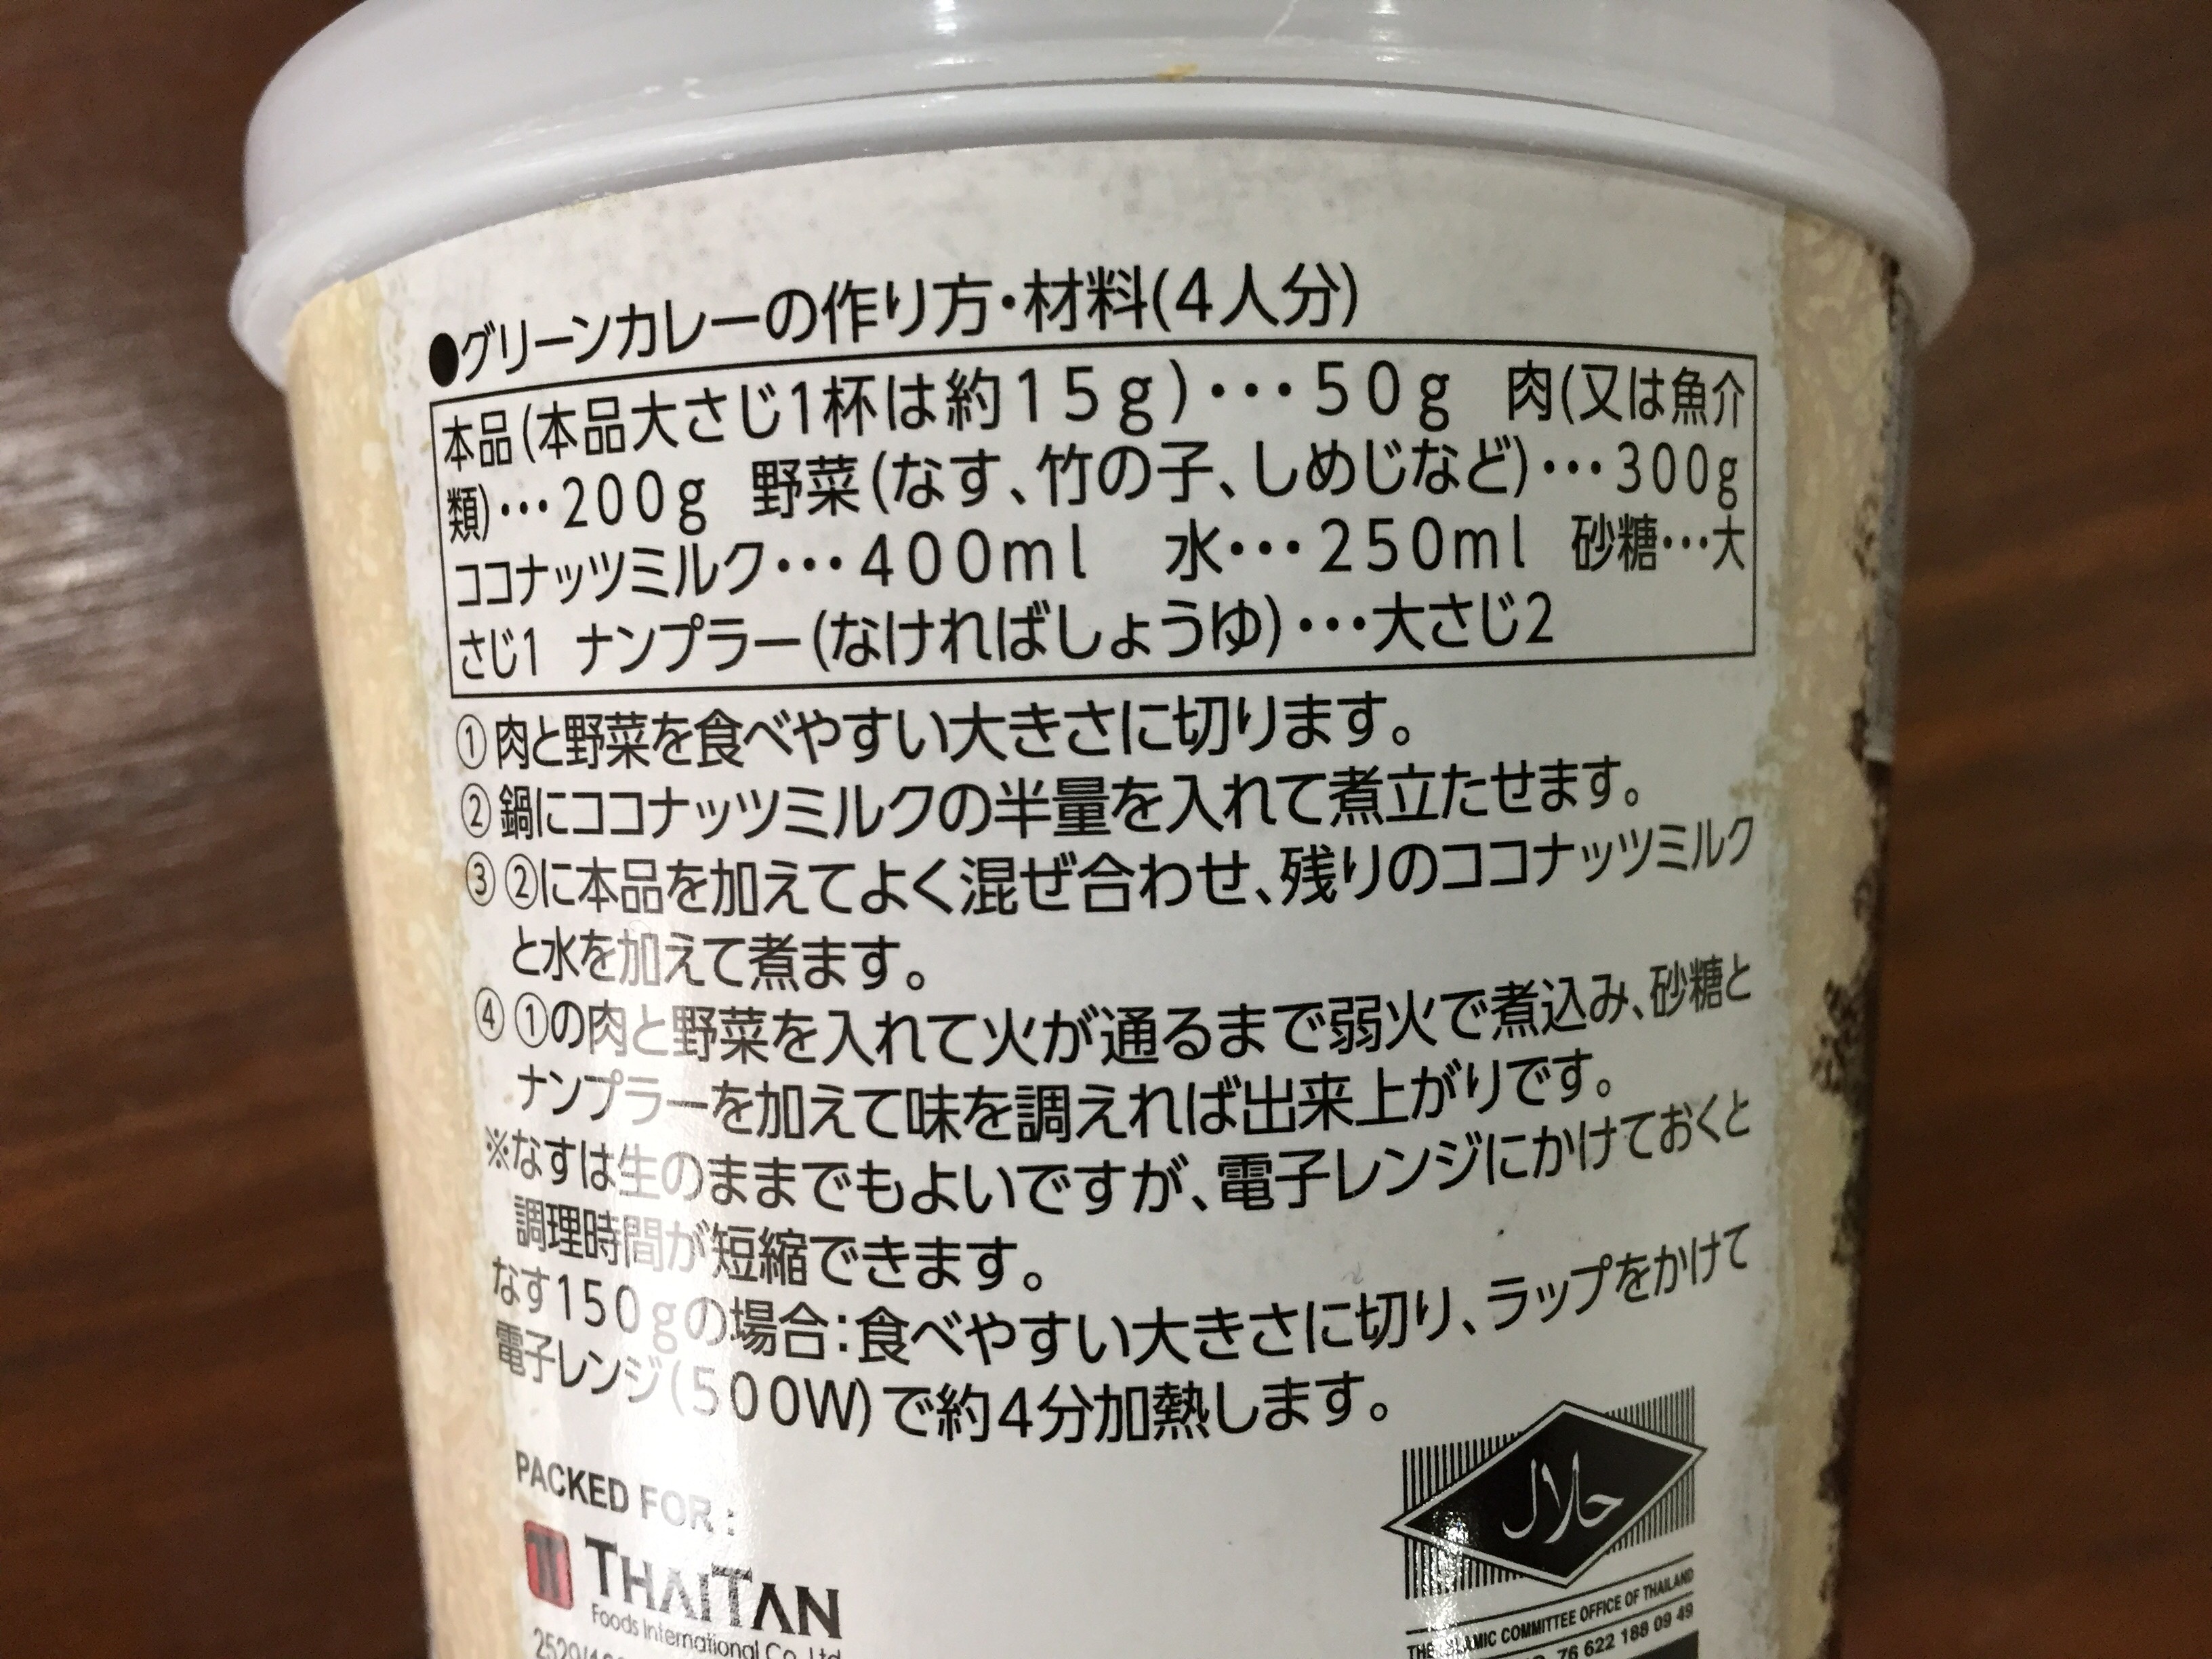 ●グリーンカレーの作り方・材料(4人分)
本品(本品大さじ1杯は約15g)・・・50g 肉(又は魚介
類)・・・200g 野菜(なす、竹の子、しめじなど)・・・300g
ココナッツミルク・・・400ml 水・・・250ml 砂糖・・・大
さじ1 ナンプラー(なければしょうゆ)・・・大さじ2
①肉と野菜を食べやすい大きさに切ります。
②鍋にココナッツミルクの半量を入れて煮立たせます。
③②に本品を加えてよく混ぜ合わせ、残りのココナッツミルク
と水を加えて煮ます。
④①の肉と野菜を入れて火が通るまで弱火で煮込み、砂糖と
ナンプラーを加えて味を調えれば出来上がりです。
※なすは生のままでもよいですが、電子レンジにかけておくと
調理時間が短縮できます。
なす150gの場合:食べやすい大きさに切り、ラップをかけて
電子レンジ(500W)で約4分加熱します。
PACKED FOR :
THAITAN
Foods International Co.,Ltd
حلال
THE ISLAMIC COMMITTEE OFFICE OF THAILAND
76 622 188 09 49